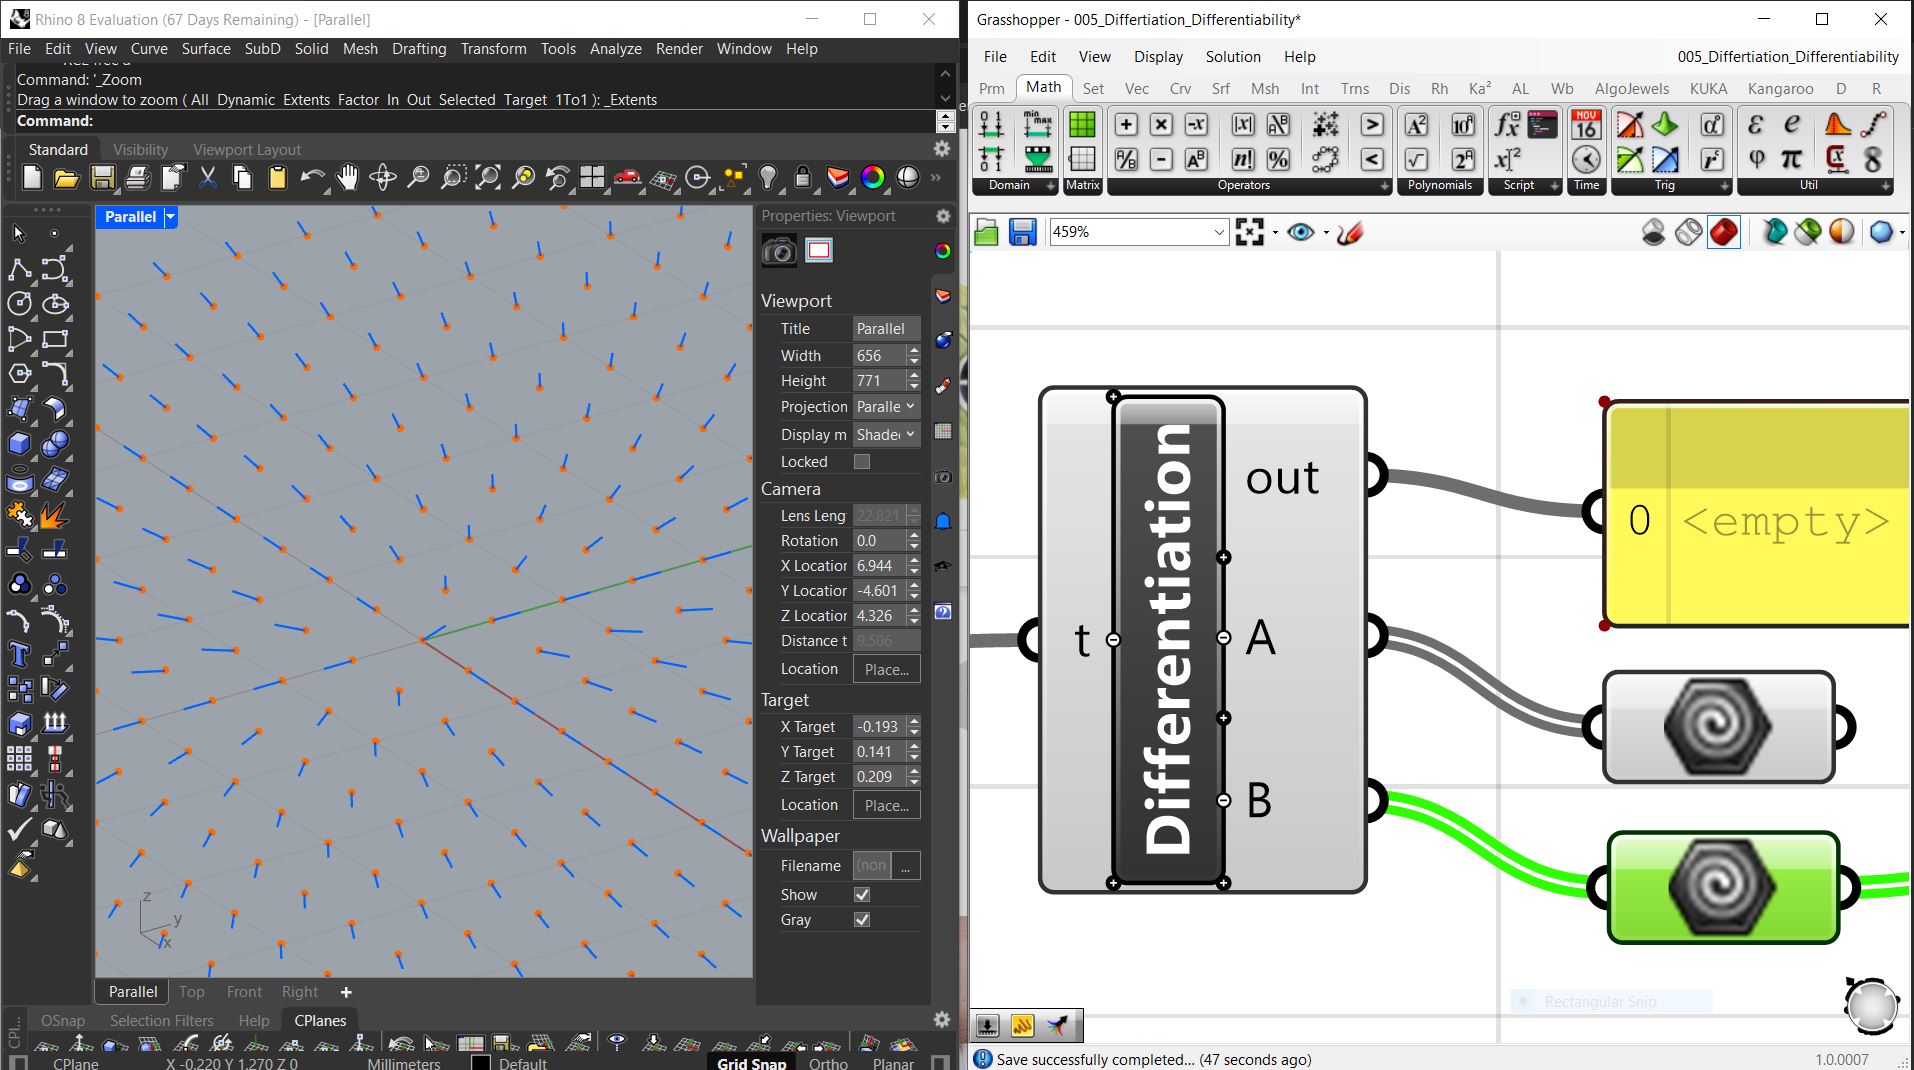 Rhino 8 Evaluation (67 Days Remaining) - [Parallel]
File Edit View Curve Surface SubD Solid Mesh Drafting Transform Tools Analyze Render Window Help
Command: '_Zoom
Drag a window to zoom ( All Dynamic Extents Factor In Out Selected Target 1To1 ): _Extents
Command:
Standard Visibility Viewport Layout
Parallel
z
y
x
Properties: Viewport
Viewport
Title Parallel
Width 656
Height 771
Projection Paralle
Display m Shade
Locked
Camera
Lens Leng 22.821
Rotation 0.0
X Location 6.944
Y Location -4.601
Z Location 4.326
Distance t 9.506
Location Place...
Target
X Target -0.193
Y Target 0.141
Z Target 0.209
Location Place...
Wallpaper
Filename (non ...
Show
Gray
Parallel Top Front Right
OSnap Selection Filters Help CPlanes
CPl...
CPlane X -0.220 Y 1.270 Z 0 Millimeters Default Grid Snap Ortho Planar
Grasshopper - 005_Differtiation_Differentiability*
File Edit View Display Solution Help 005_Differtiation_Differentiability
Prm Math Set Vec Crv Srf Msh Int Trns Dis Rh Ka² AL Wb AlgoJewels KUKA Kangaroo D R
Domain Matrix Operators Polynomials Script Time Trig Util
NOV
16
459%
Differentiation
t
out
A
B
0 <empty>
Rectangular Snip
Save successfully completed... (47 seconds ago) 1.0.0007